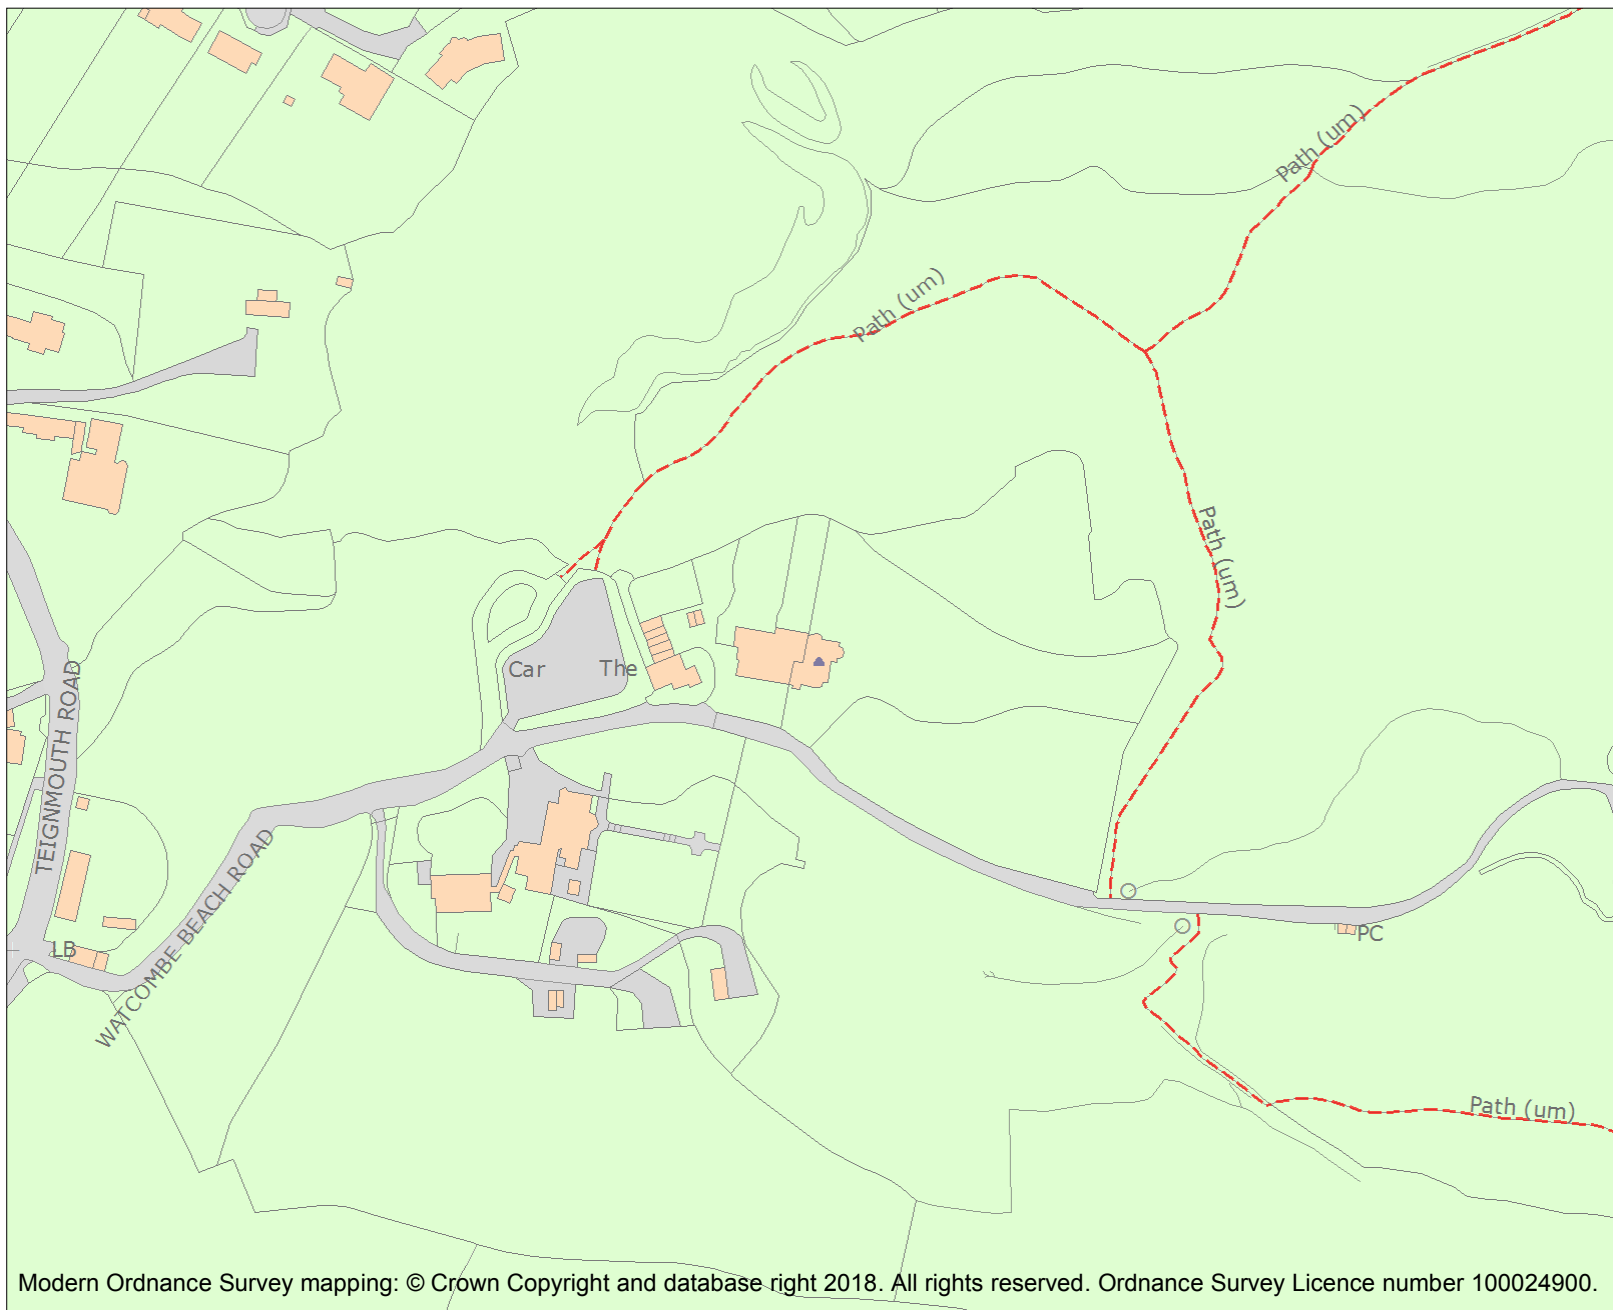 Path (um)
Path (um)
Path (um)
Car
The
TEIGNMOUTH ROAD
WATCOMBE BEACH ROAD
LB
PC
Path (um)
Modern Ordnance Survey mapping: © Crown Copyright and database right 2018. All rights reserved. Ordnance Survey Licence number 100024900.